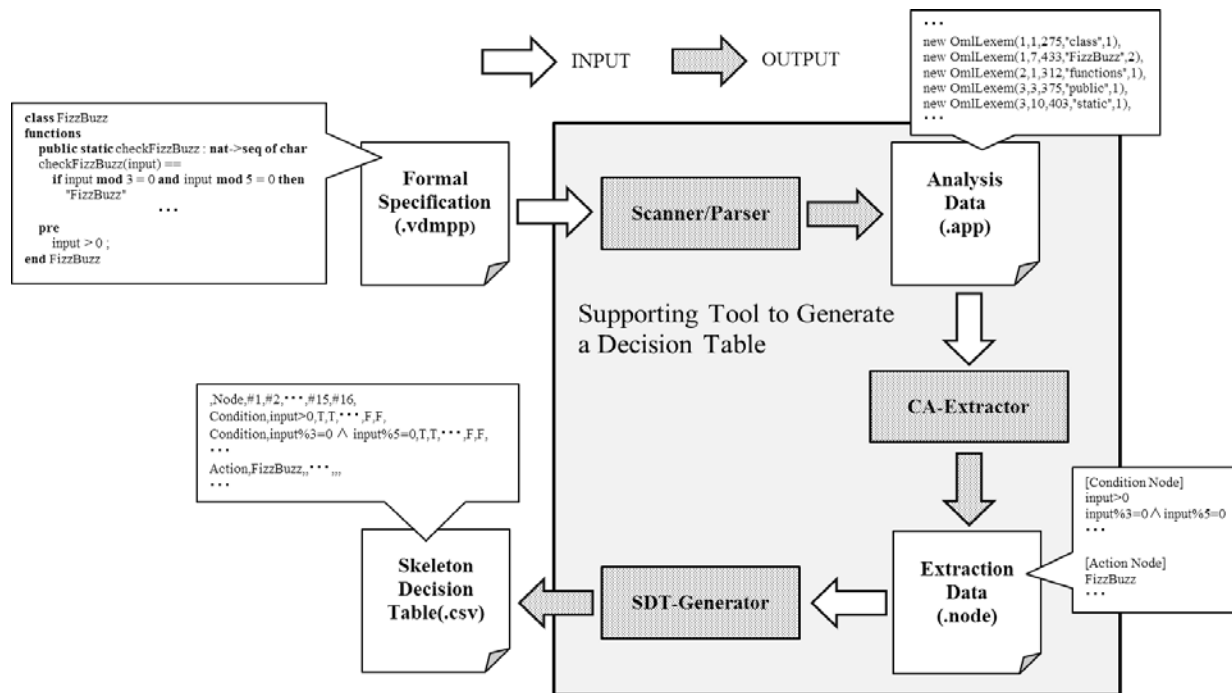 INPUT
OUTPUT
•••
new OmlLexem(1,1,275,"class",1),
new OmlLexem(1,7,433,"FizzBuzz",2),
new OmlLexem(2,1,312,"functions",1),
new OmlLexem(3,3,375,"public",1),
new OmlLexem(3,10,403,"static",1),
•••
class FizzBuzz
functions
public static checkFizzBuzz : nat->seq of char
checkFizzBuzz(input) ==
if input mod 3 = 0 and input mod 5 = 0 then
"FizzBuzz"
•••
pre
input > 0 ;
end FizzBuzz
Formal
Specification
(.vdmpp)
Scanner/Parser
Analysis
Data
(.app)
Supporting Tool to Generate
a Decision Table
CA-Extractor
,Node,#1,#2,•••,#15,#16,
Condition,input>0,T,T,•••,F,F,
Condition,input%3=0 ∧ input%5=0,T,T,•••,F,F,
•••
Action,FizzBuzz,,•••,,,
•••
[Condition Node]
input>0
input%3=0∧input%5=0
•••
[Action Node]
FizzBuzz
•••
Skeleton
Decision
Table(.csv)
SDT-Generator
Extraction
Data
(.node)